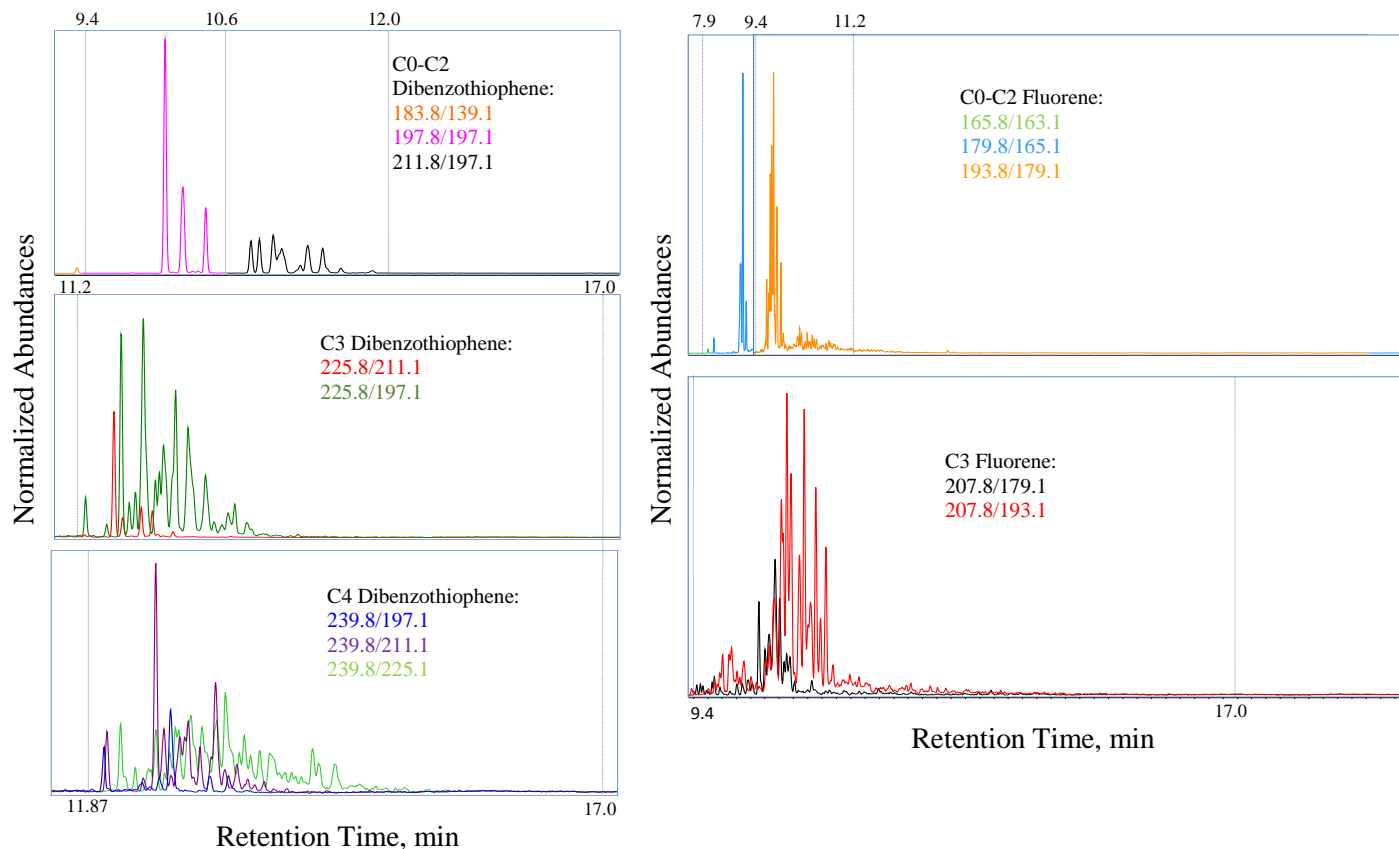 9.4 10.6 12.0
C0-C2
Dibenzothiophene:
183.8/139.1
197.8/197.1
211.8/197.1
11.2 17.0
C3 Dibenzothiophene:
225.8/211.1
225.8/197.1
C4 Dibenzothiophene:
239.8/197.1
239.8/211.1
239.8/225.1
11.87 17.0
Normalized Abundances
Retention Time, min
7.9 9.4 11.2
C0-C2 Fluorene:
165.8/163.1
179.8/165.1
193.8/179.1
C3 Fluorene:
207.8/179.1
207.8/193.1
9.4 17.0
Normalized Abundances
Retention Time, min